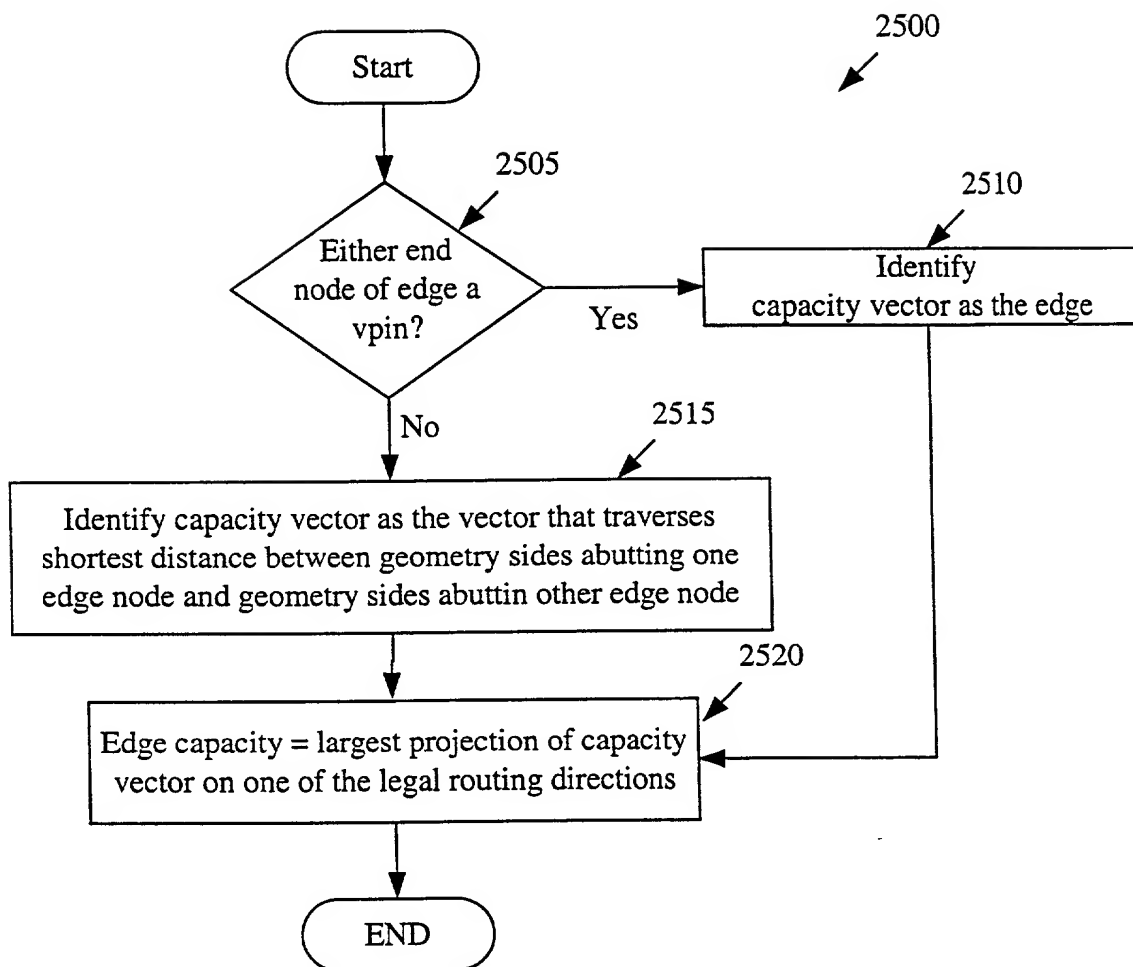 2500
Start
2505
Either end
node of edge a
vpin?
Yes
2510
Identify
capacity vector as the edge
No
2515
Identify capacity vector as the vector that traverses
shortest distance between geometry sides abutting one
edge node and geometry sides abuttin other edge node
2520
Edge capacity = largest projection of capacity
vector on one of the legal routing directions
END